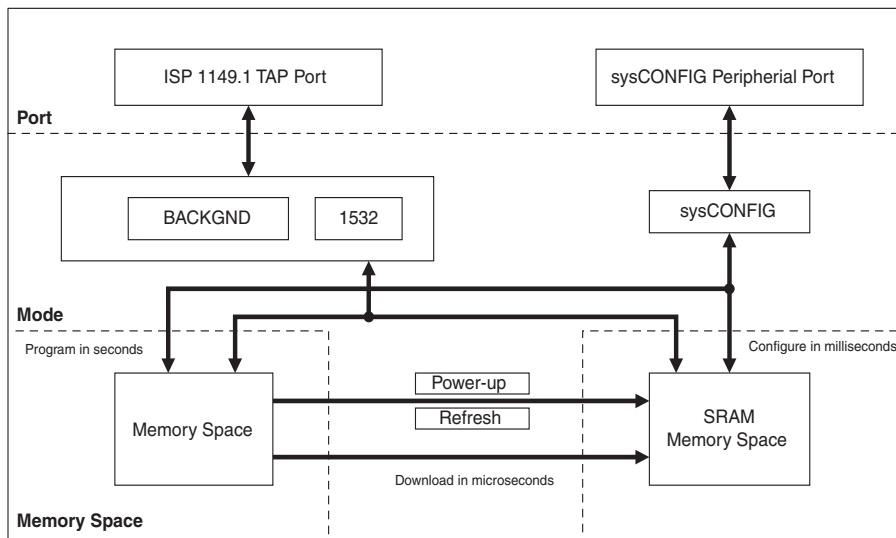 ISP 1149.1 TAP Port
sysCONFIG Peripherial Port
Port
BACKGND
1532
sysCONFIG
Mode
Program in seconds
Configure in milliseconds
Power-up
Refresh
Memory Space
SRAM
Memory Space
Download in microseconds
Memory Space